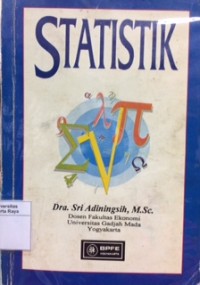 STATISTIK
Dra. Sri Adiningsih, M.Sc.
Dosen Fakultas Ekonomi
Universitas Gadjah Mada
Yogyakarta
BPFE